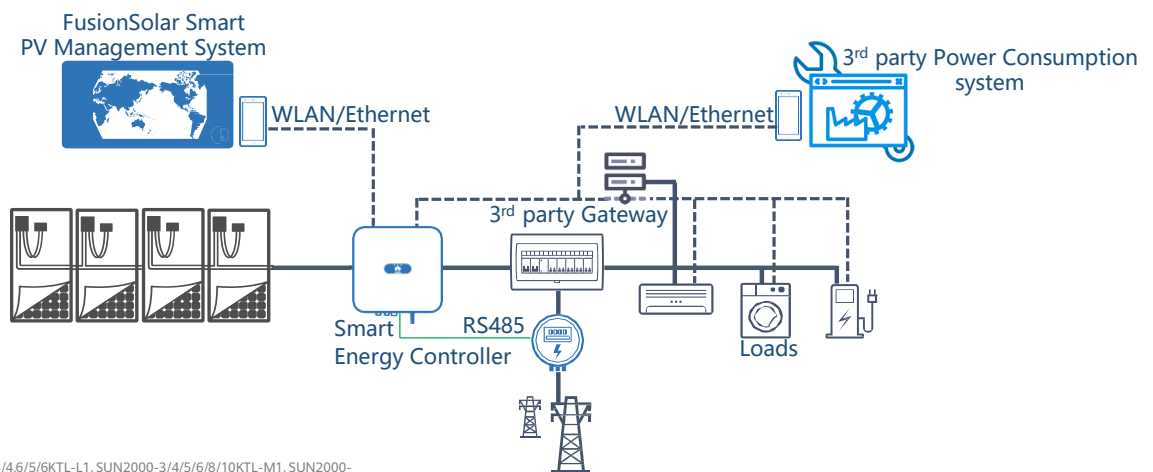 FusionSolar Smart
PV Management System
WLAN/Ethernet
WLAN/Ethernet
3rd party Power Consumption
system
3rd party Gateway
Smart
Energy Controller
RS485
Loads
/4.6/5/6KTL-L1, SUN2000-3/4/5/6/8/10KTL-M1, SUN2000-